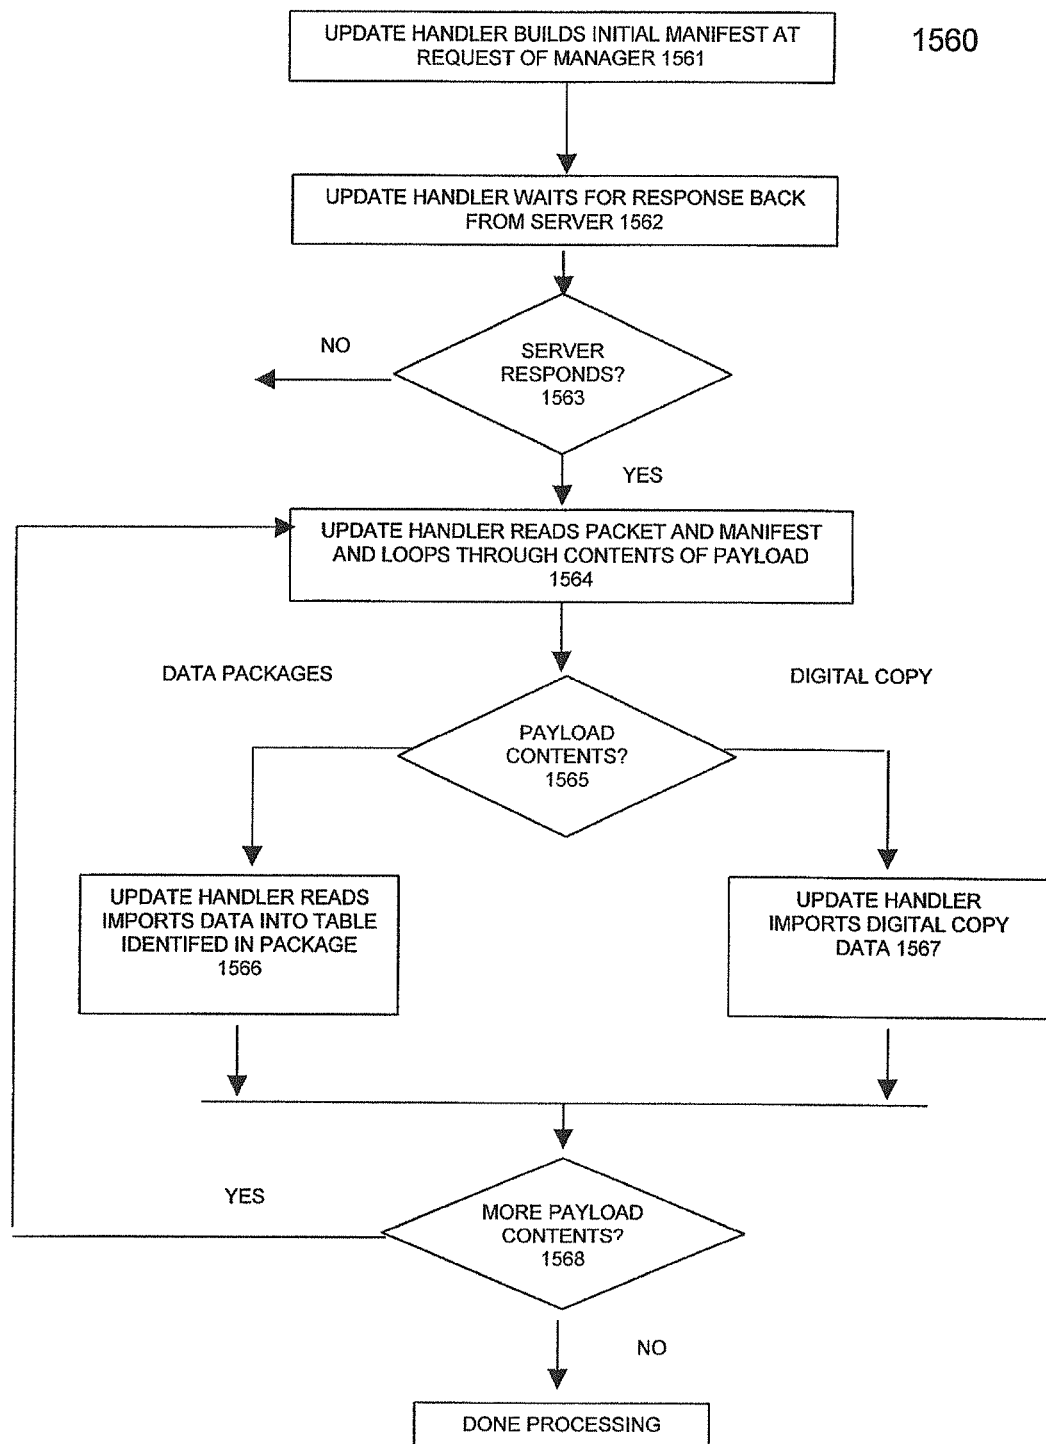 1560
UPDATE HANDLER BUILDS INITIAL MANIFEST AT
REQUEST OF MANAGER 1561
UPDATE HANDLER WAITS FOR RESPONSE BACK
FROM SERVER 1562
NO
SERVER
RESPONDS?
1563
YES
UPDATE HANDLER READS PACKET AND MANIFEST
AND LOOPS THROUGH CONTENTS OF PAYLOAD
1564
DATA PACKAGES
DIGITAL COPY
PAYLOAD
CONTENTS?
1565
UPDATE HANDLER READS
IMPORTS DATA INTO TABLE
IDENTIFED IN PACKAGE
1566
UPDATE HANDLER
IMPORTS DIGITAL COPY
DATA 1567
YES
MORE PAYLOAD
CONTENTS?
1568
NO
DONE PROCESSING